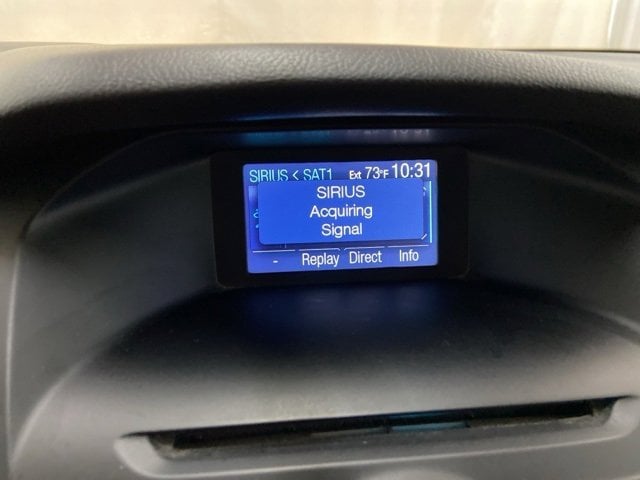 SIRIUS < SAT1 Ext 73°F 10:31
SIRIUS
Acquiring
Signal
- Replay Direct Info